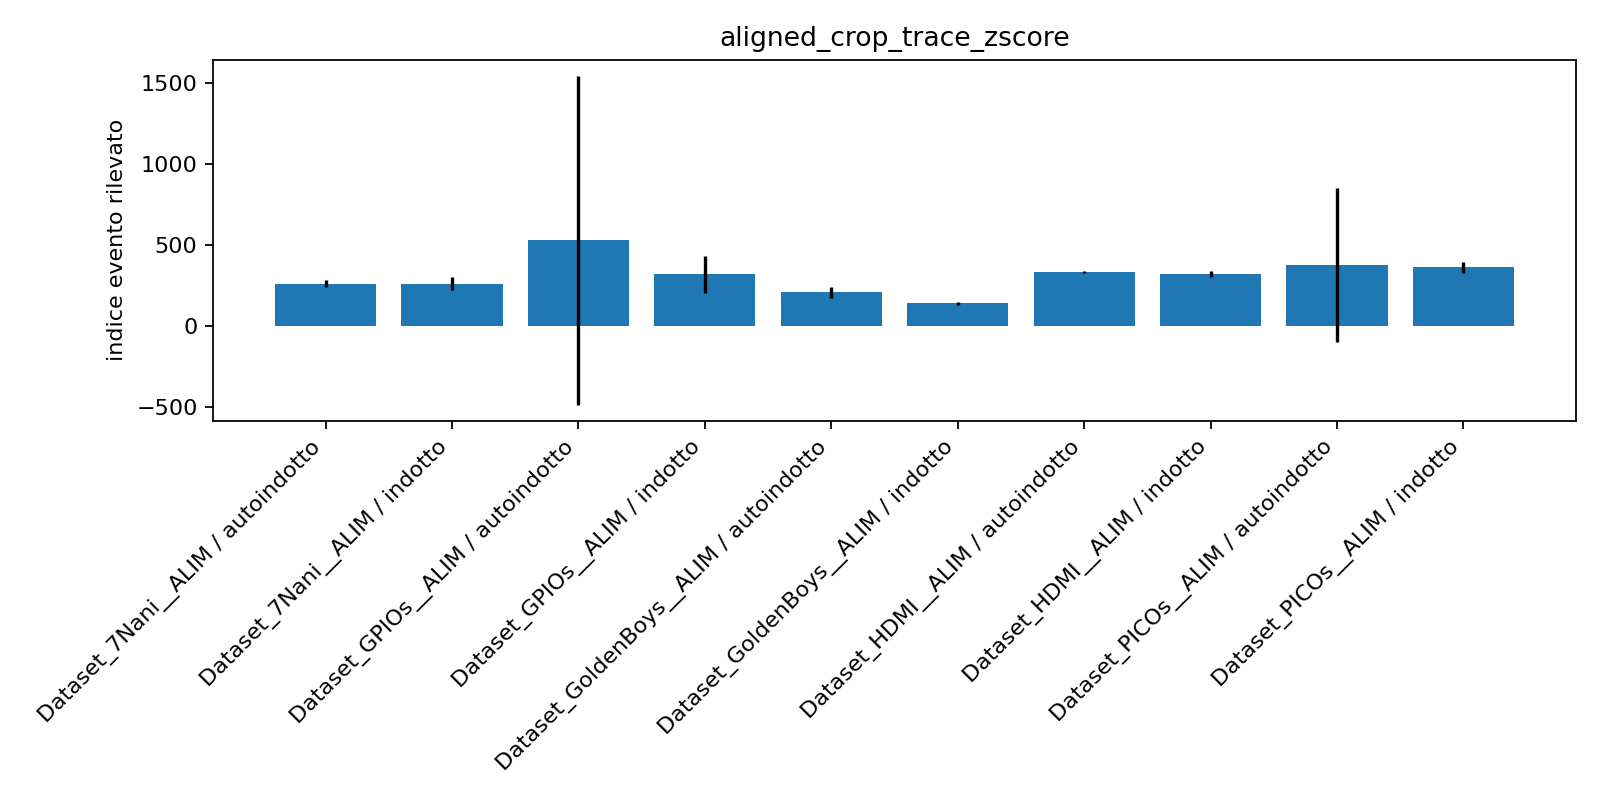 aligned_crop_trace_zscore
indice evento rilevato
1500
1000
500
0
−500
Dataset_7Nani__ALIM / autoindotto
Dataset_7Nani__ALIM / indotto
Dataset_GPIOs__ALIM / autoindotto
Dataset_GPIOs__ALIM / indotto
Dataset_GoldenBoys__ALIM / autoindotto
Dataset_GoldenBoys__ALIM / indotto
Dataset_HDMI__ALIM / autoindotto
Dataset_HDMI__ALIM / indotto
Dataset_PICOs__ALIM / autoindotto
Dataset_PICOs__ALIM / indotto